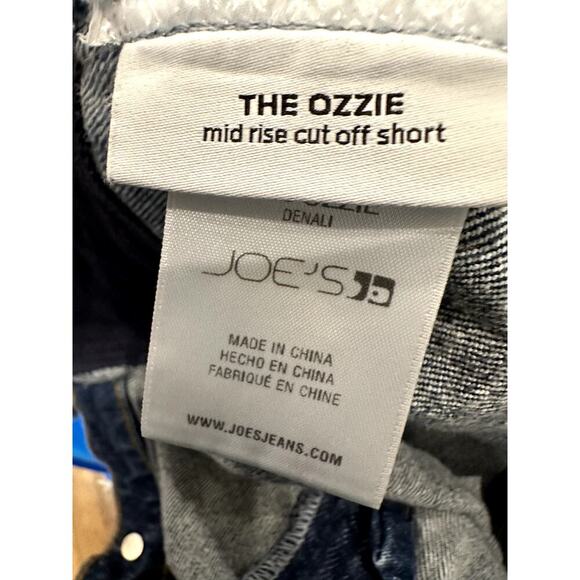 THE OZZIE
mid rise cut off short
OZZIE
DENALI
JOE'S
MADE IN CHINA
HECHO EN CHINA
FABRIQUÉ EN CHINE
WWW.JOESJEANS.COM